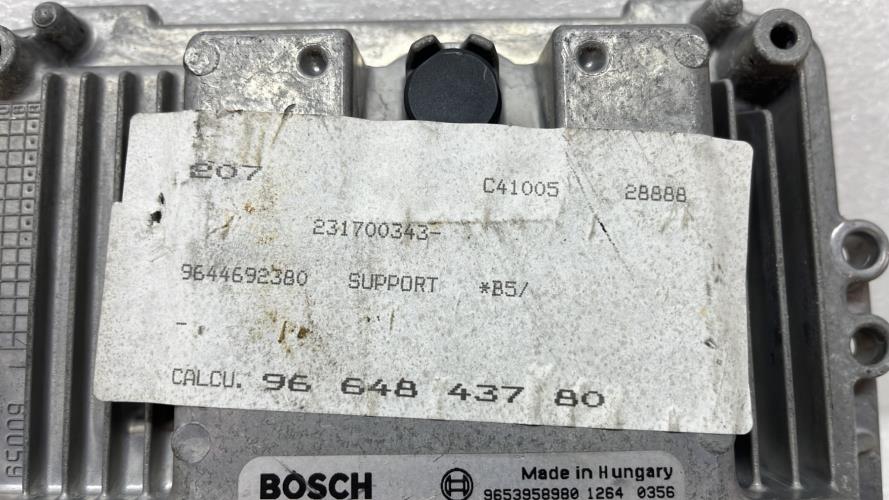 207 C41005 28888
231700343-
9644692380 SUPPORT *B5/
-
CALCU. 96 648 437 80
BOSCH Made in Hungary
9653958980 1264 0356